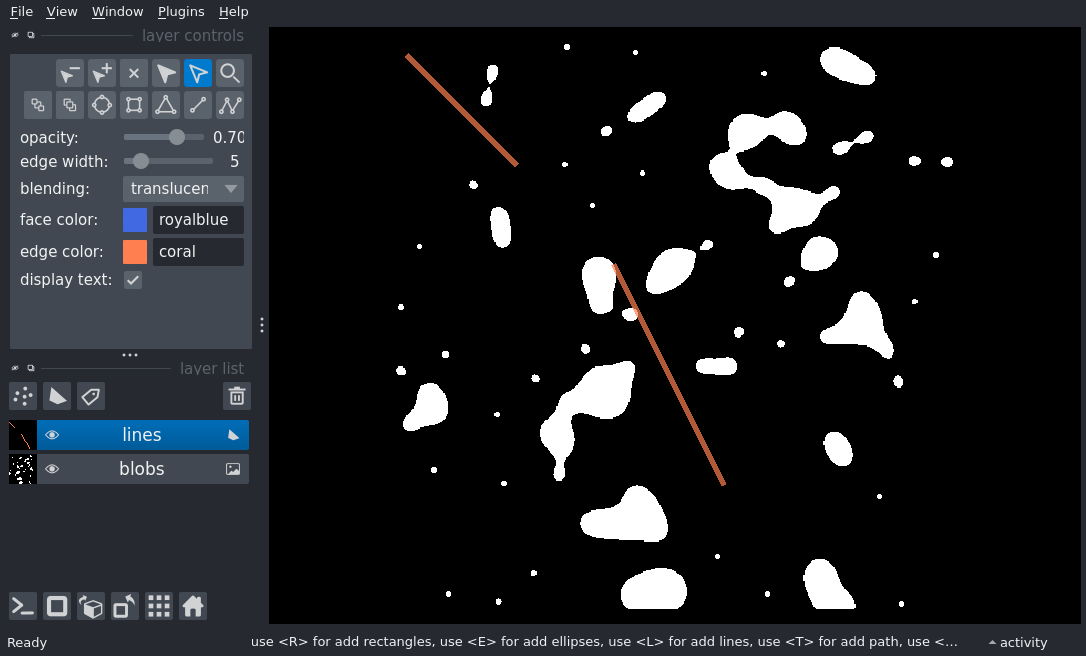 File View Window Plugins Help
layer controls
opacity: 0.70
edge width: 5
blending: translucen
face color: royalblue
edge color: coral
display text:
layer list
lines
blobs
Ready use <R> for add rectangles, use <E> for add ellipses, use <L> for add lines, use <T> for add path, use <... activity